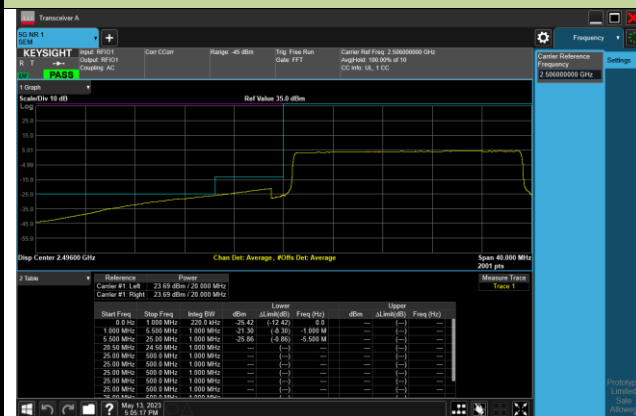 Transceiver A
5G NR 1
SEM
Frequency
KEYSIGHT Input: RFIO1 Corr CCorr Range: -45 dBm Trig: Free Run Carrier Ref Freq: 2.506000000 GHz
R T Output: RFIO1 Gate: FFT Avg|Hold: 100.00% of 10
Coupling: AC CC Info: UL, 1 CC
PASS
Carrier Reference
Frequency
2.506000000 GHz
Settings
1 Graph
Scale/Div 10 dB Ref Value 35.0 dBm
Log
25.0
15.0
5.01
-4.99
-15.0
-25.0
-35.0
-45.0
-55.0
Disp Center 2.49600 GHz Chan Det: Average , #Offs Det: Average Span 40.000 MHz
2001 pts
2 Table
Reference Power
Carrier #1: Left 23.69 dBm / 20.000 MHz
Carrier #1: Right 23.69 dBm / 20.000 MHz
Measure Trace
Trace 1
Lower Upper
Start Freq Stop Freq Integ BW dBm ΔLimit(dB) Freq (Hz) dBm ΔLimit(dB) Freq (Hz)
0.0 Hz 1.000 MHz 220.0 kHz -25.42 (-12.42) 0.0 --- (---) ---
1.000 MHz 5.500 MHz 1.000 MHz -21.30 (-8.30) -1.000 M --- (---) ---
5.500 MHz 25.00 MHz 1.000 MHz -25.86 (-0.86) -5.500 M --- (---) ---
20.50 MHz 24.50 MHz 1.000 MHz --- (---) --- --- (---) ---
25.00 MHz 500.0 MHz 1.000 MHz --- (---) --- --- (---) ---
25.00 MHz 500.0 MHz 1.000 MHz --- (---) --- --- (---) ---
25.00 MHz 500.0 MHz 1.000 MHz --- (---) --- --- (---) ---
25.00 MHz 500.0 MHz 1.000 MHz --- (---) --- --- (---) ---
25.00 MHz 500.0 MHz 1.000 MHz --- (---) --- --- (---) ---
Prototype
Limited
Sale
Allowed
May 13, 2023
5:05:17 PM